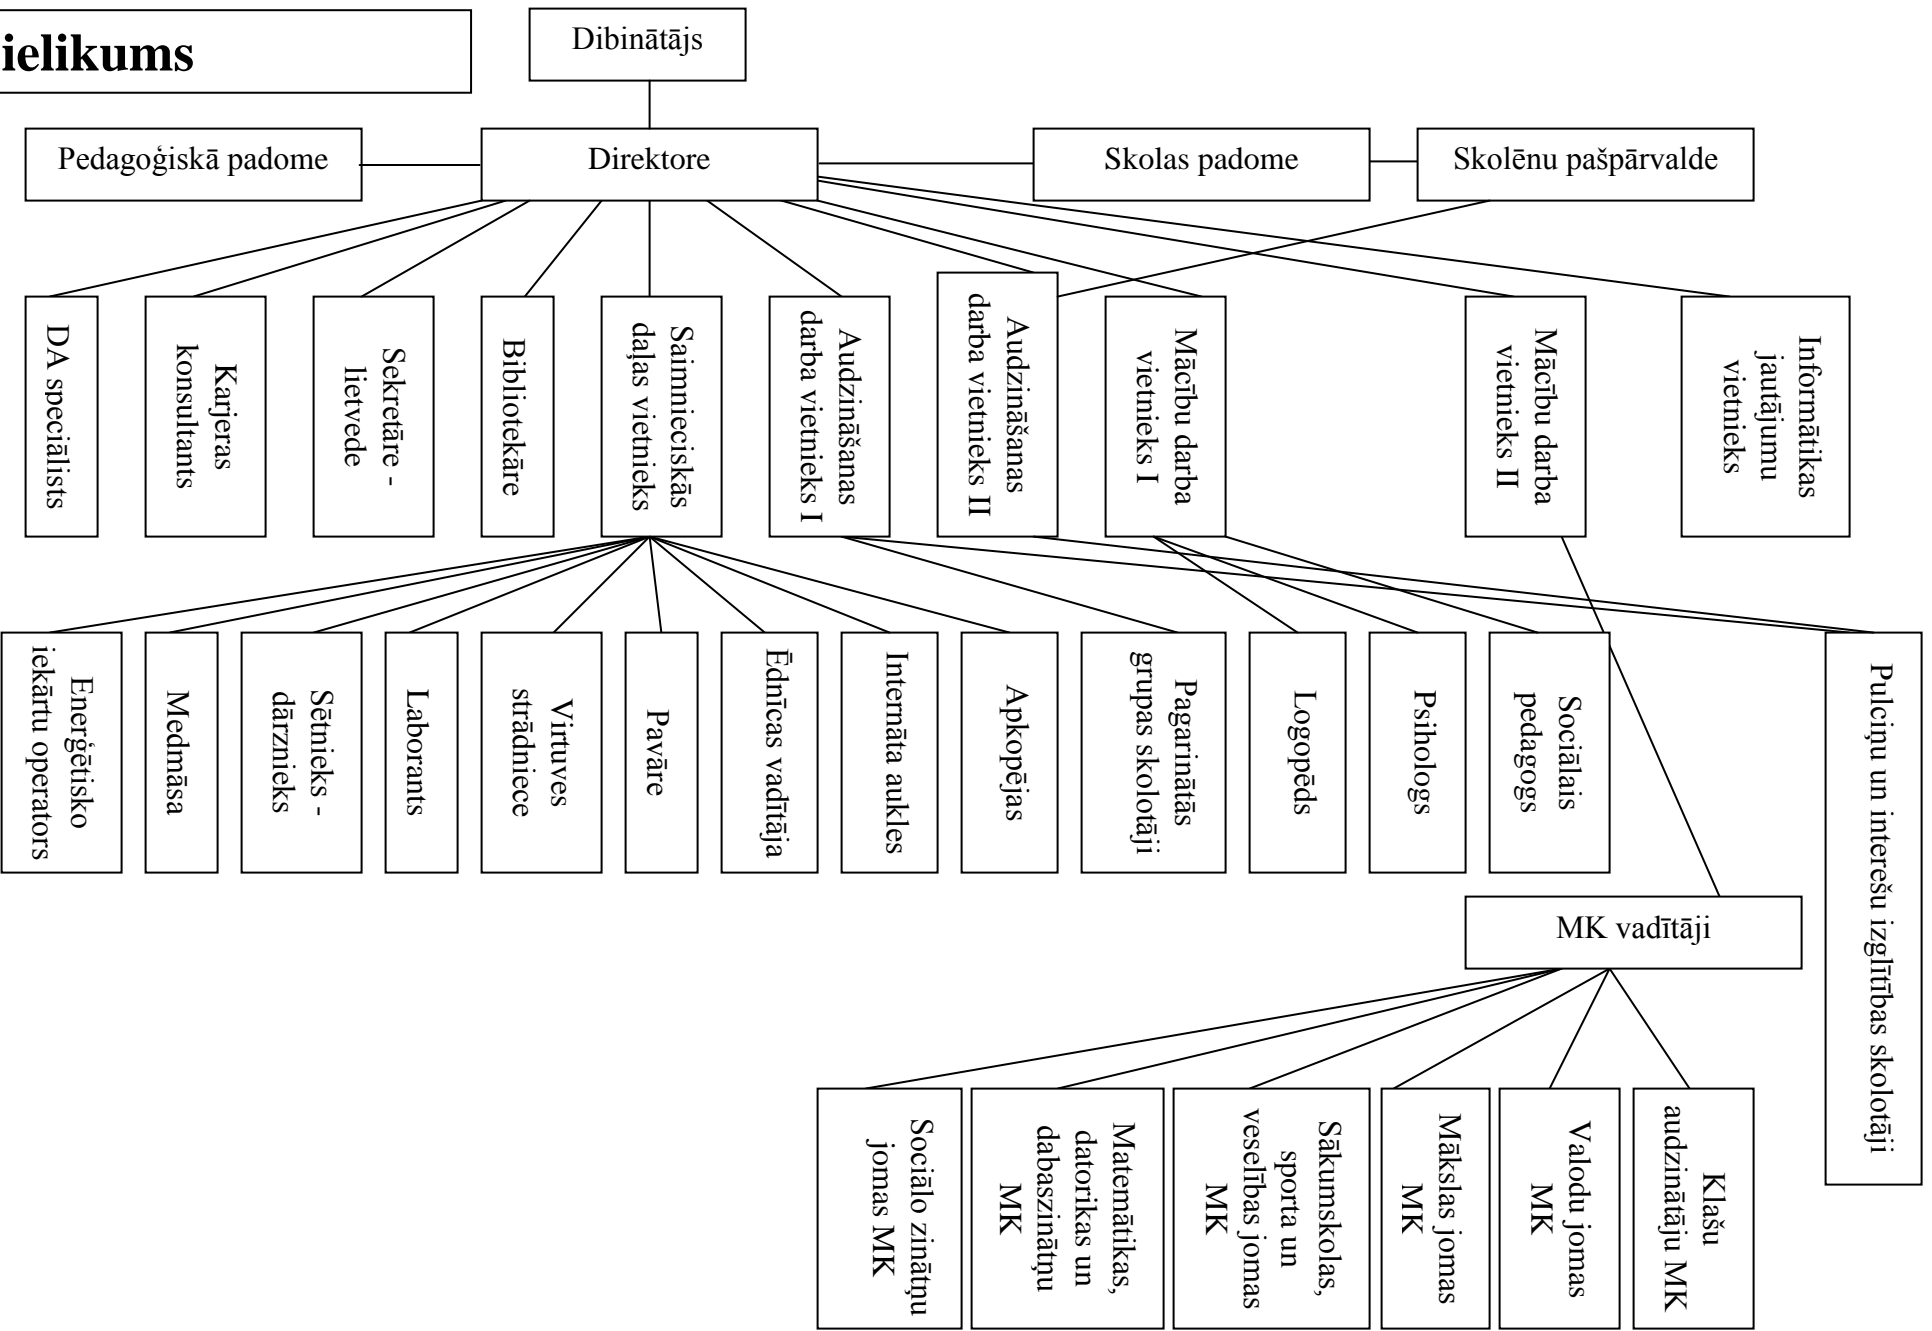 ielikums
Dibinātājs
Pedagoģiskā padome
Direktore
Skolas padome
Skolēnu pašpārvalde
DA speciālists
Karjeras
konsultants
Sekretāre -
lietvede
Bibliotekāre
Saimnieciskās
daļas vietnieks
Audzināšanas
darba vietnieks I
Audzināšanas
darba vietnieks II
Mācību darba
vietnieks I
Mācību darba
vietnieks II
Informātikas
jautājumu
vietnieks
Enerģētisko
iekārtu operators
Medmāsa
Sētnieks -
dārznieks
Laborants
Virtuves
strādniece
Pavāre
Ēdnīcas vadītāja
Internāta aukles
Apkopējas
Pagarinātās
grupas skolotāji
Logopēds
Psihologs
Sociālais
pedagogs
Pulciņu un interešu izglītības skolotāji
MK vadītāji
Sociālo zinātņu
jomas MK
Matemātikas,
datorikas un
dabaszinātņu
MK
Sākumskolas,
sporta un
veselības jomas
MK
Mākslas jomas
MK
Valodu jomas
MK
Klašu
audzinātāju MK